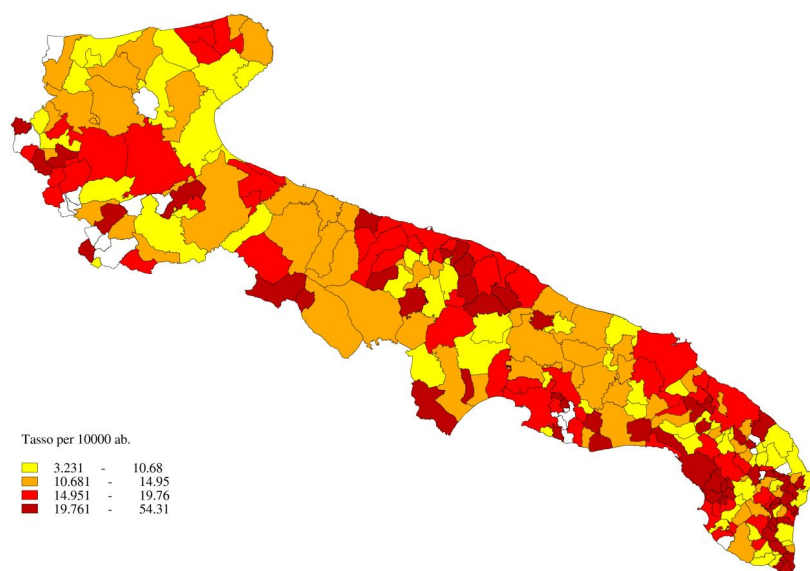 Tasso per 10000 ab.
3.231 - 10.68
10.681 - 14.95
14.951 - 19.76
19.761 - 54.31